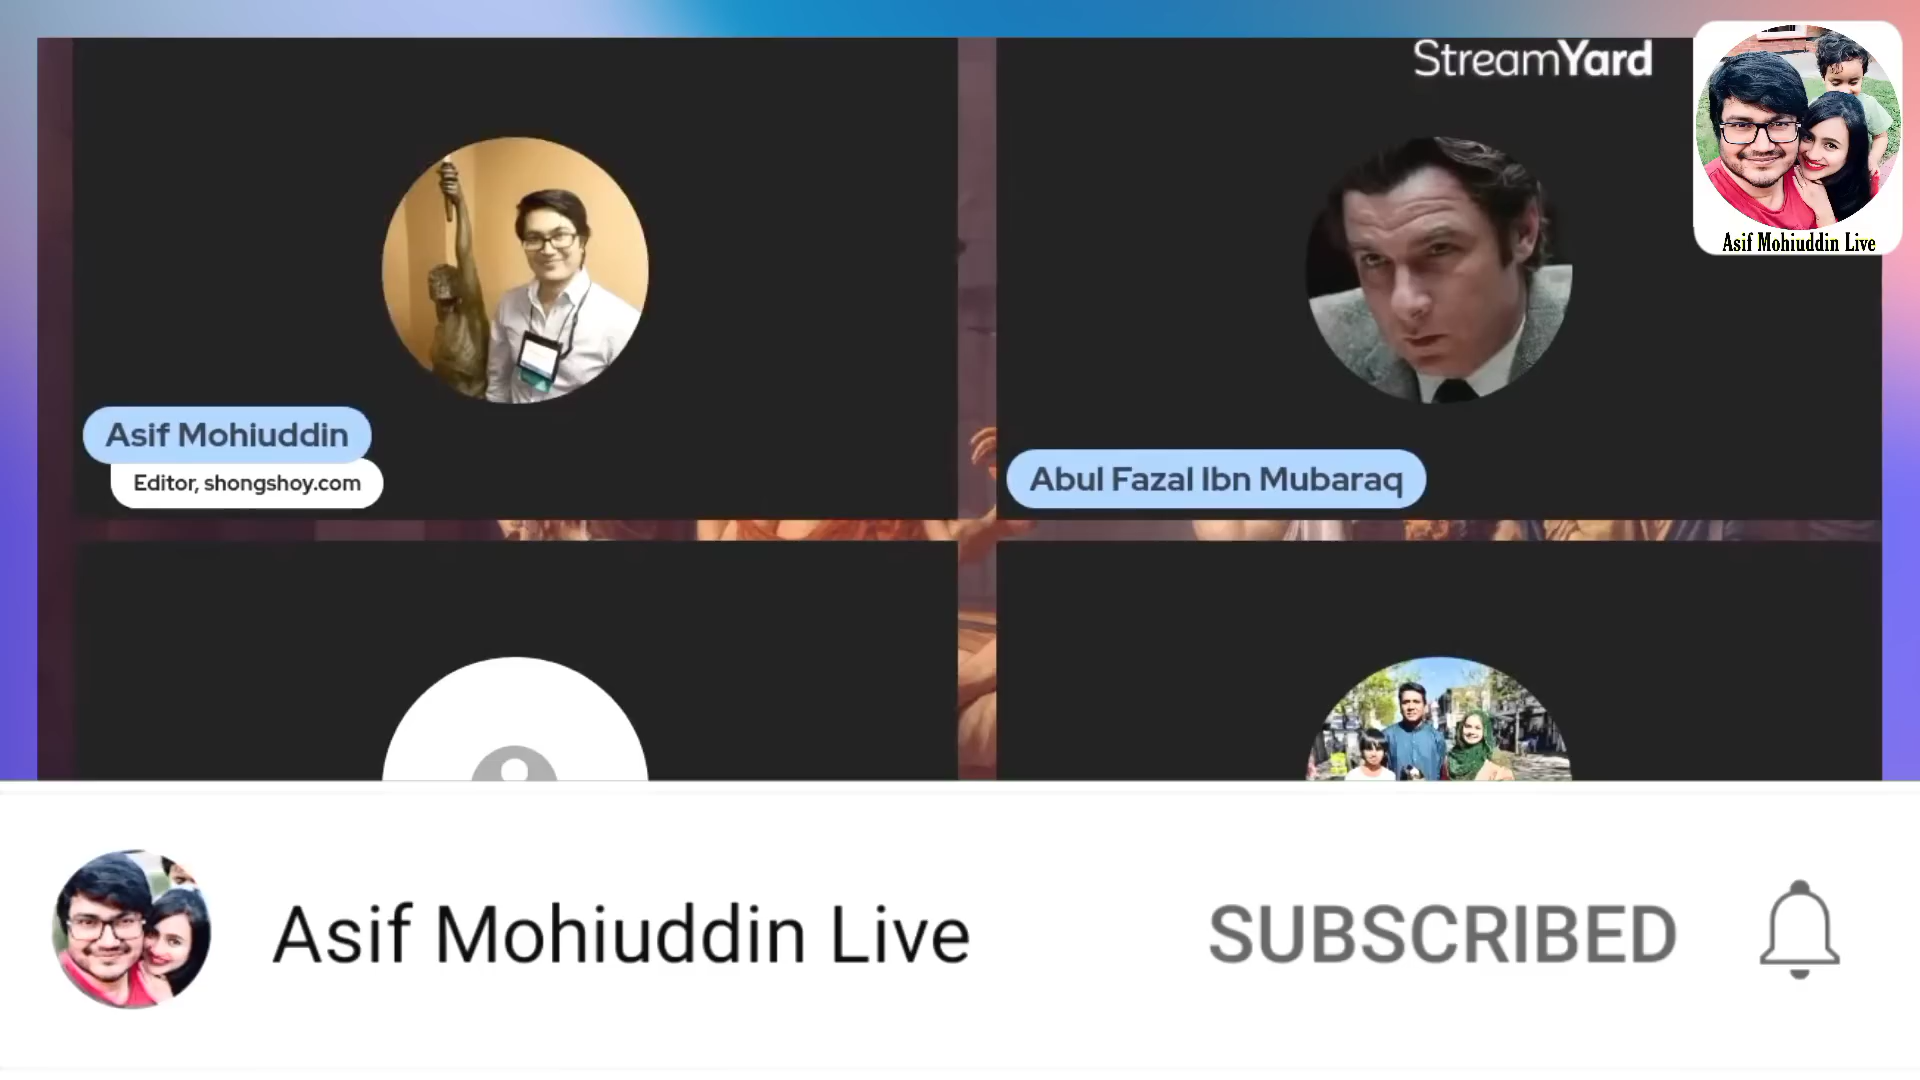 StreamYard
Asif Mohiuddin Live
Asif Mohiuddin
Editor, shongshoy.com
Abul Fazal Ibn Mubaraq
Asif Mohiuddin Live
SUBSCRIBED